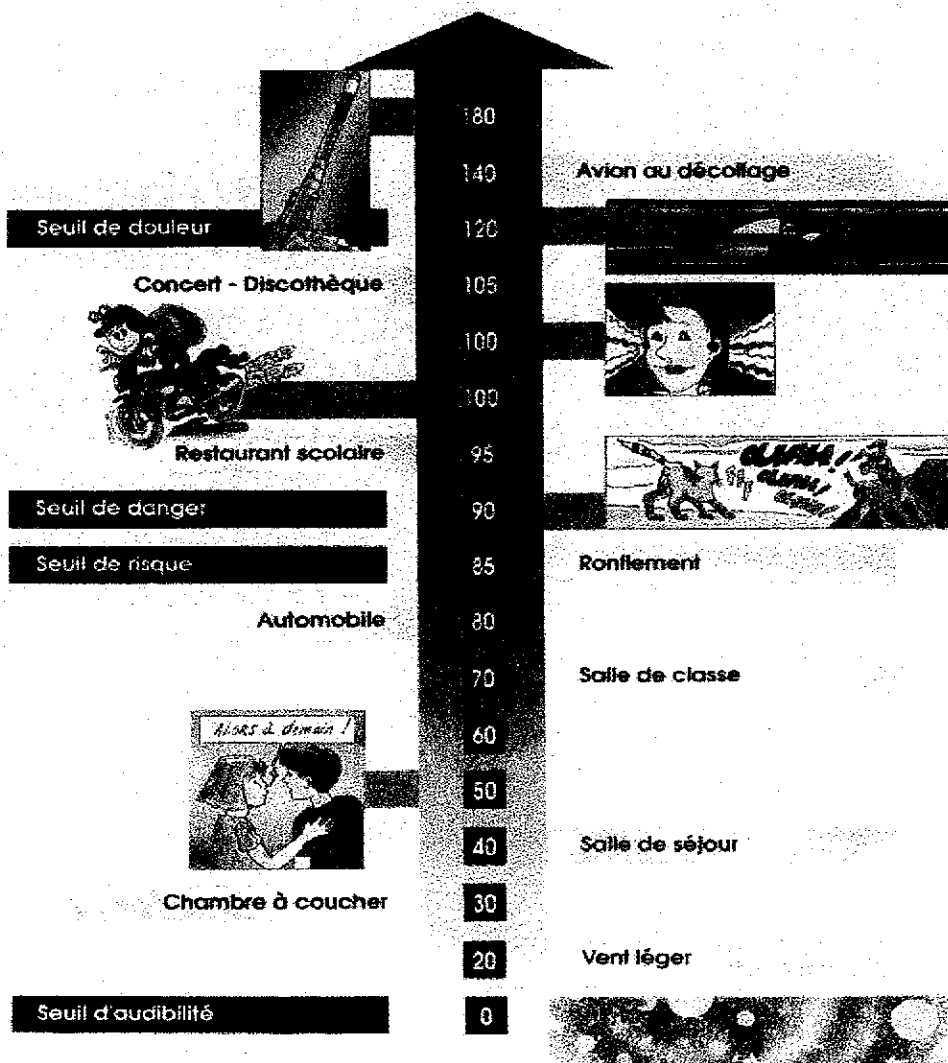 180
140 Avion au décollage
Seuil de douleur 120
Concert - Discothèque 105
100
100
Restaurant scolaire 95
Seuil de danger 90
Seuil de risque 85 Ronflement
Automobile 80
70 Salle de classe
Alors à demain !
60
50
40 Salle de séjour
Chambre à coucher 30
20 Vent léger
Seuil d'audibilité 0